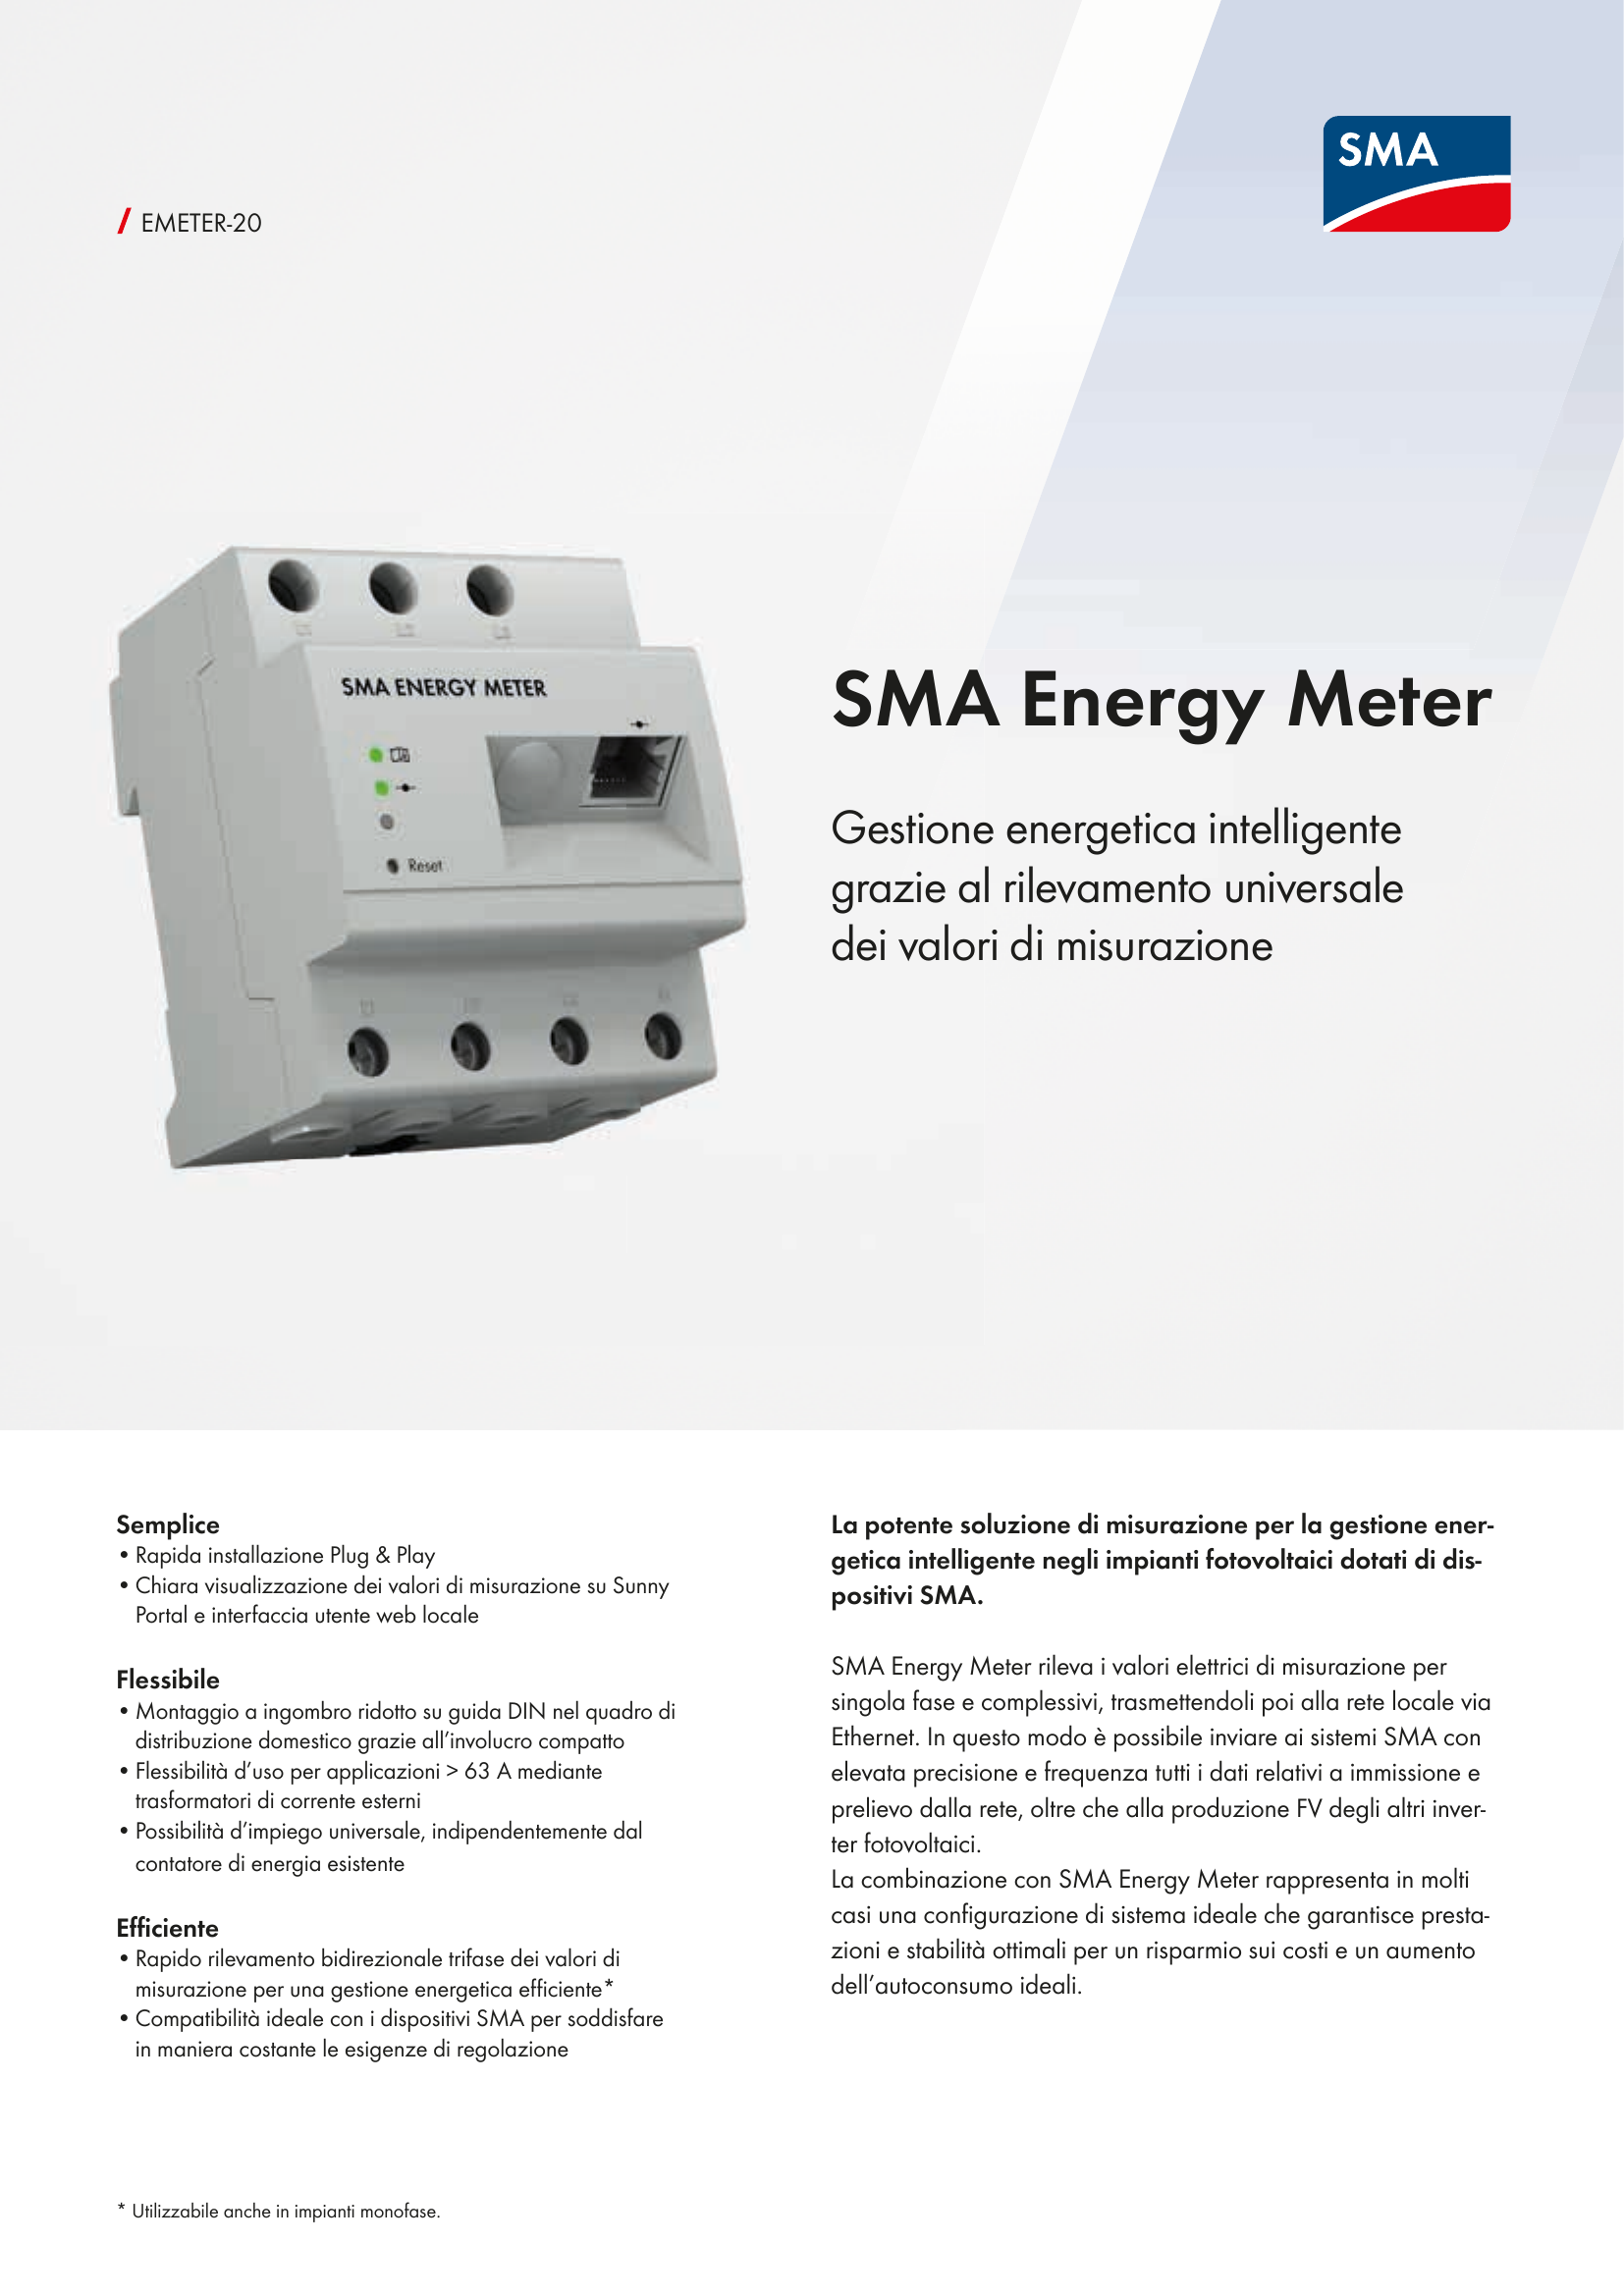 SMA
/ EMETER-20
SMA ENERGY METER
Reset
SMA Energy Meter
Gestione energetica intelligente
grazie al rilevamento universale
dei valori di misurazione
Semplice
• Rapida installazione Plug & Play
• Chiara visualizzazione dei valori di misurazione su Sunny
Portal e interfaccia utente web locale
Flessibile
• Montaggio a ingombro ridotto su guida DIN nel quadro di
distribuzione domestico grazie all'involucro compatto
• Flessibilità d'uso per applicazioni > 63 A mediante
trasformatori di corrente esterni
• Possibilità d'impiego universale, indipendentemente dal
contatore di energia esistente
Efficiente
• Rapido rilevamento bidirezionale trifase dei valori di
misurazione per una gestione energetica efficiente*
• Compatibilità ideale con i dispositivi SMA per soddisfare
in maniera costante le esigenze di regolazione
La potente soluzione di misurazione per la gestione ener-
getica intelligente negli impianti fotovoltaici dotati di dis-
positivi SMA.
SMA Energy Meter rileva i valori elettrici di misurazione per
singola fase e complessivi, trasmettendoli poi alla rete locale via
Ethernet. In questo modo è possibile inviare ai sistemi SMA con
elevata precisione e frequenza tutti i dati relativi a immissione e
prelievo dalla rete, oltre che alla produzione FV degli altri inver-
ter fotovoltaici.
La combinazione con SMA Energy Meter rappresenta in molti
casi una configurazione di sistema ideale che garantisce presta-
zioni e stabilità ottimali per un risparmio sui costi e un aumento
dell'autoconsumo ideali.
* Utilizzabile anche in impianti monofase.